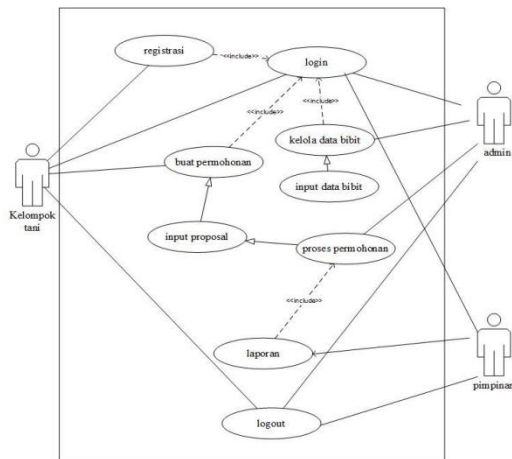 registrasi
<<include>>
login
<<include>>
<<include>>
kelola data bibit
admin
buat permohonan
input data bibit
Kelompok
tani
input proposal
proses permohonan
<<include>>
laporan
pimpinan
logout